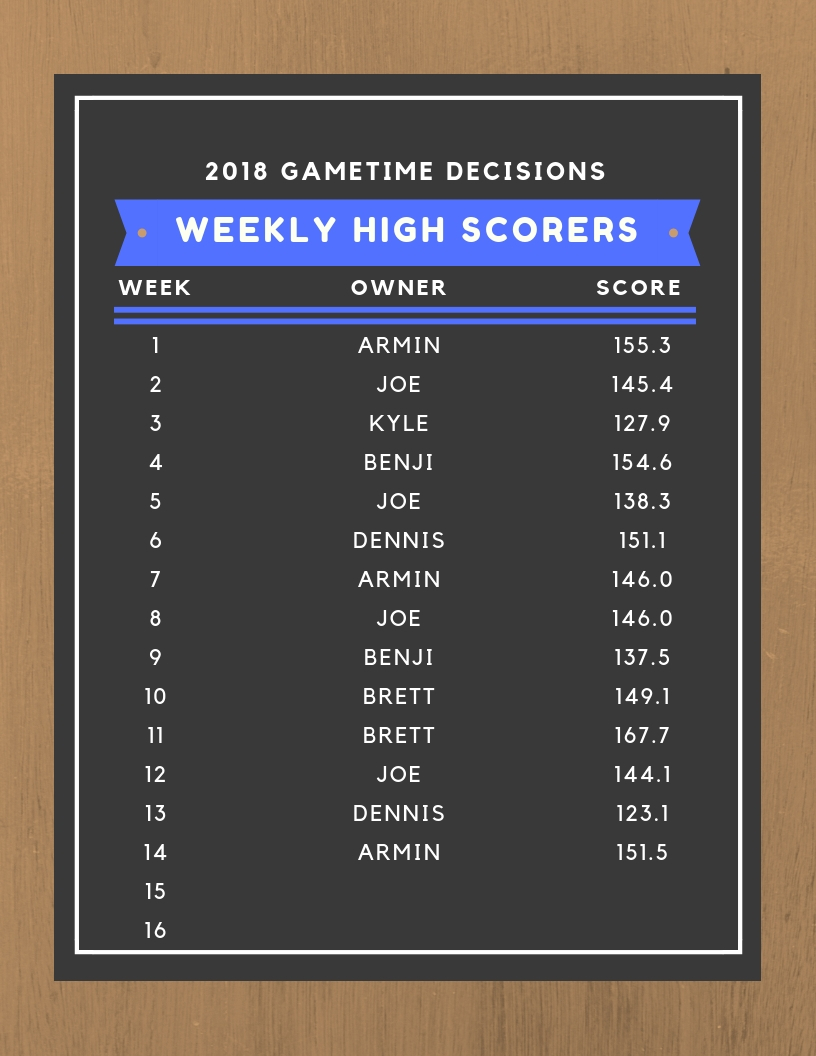 2018 GAMETIME DECISIONS
WEEKLY HIGH SCORERS
WEEK OWNER SCORE
1 ARMIN 155.3
2 JOE 145.4
3 KYLE 127.9
4 BENJI 154.6
5 JOE 138.3
6 DENNIS 151.1
7 ARMIN 146.0
8 JOE 146.0
9 BENJI 137.5
10 BRETT 149.1
11 BRETT 167.7
12 JOE 144.1
13 DENNIS 123.1
14 ARMIN 151.5
15
16